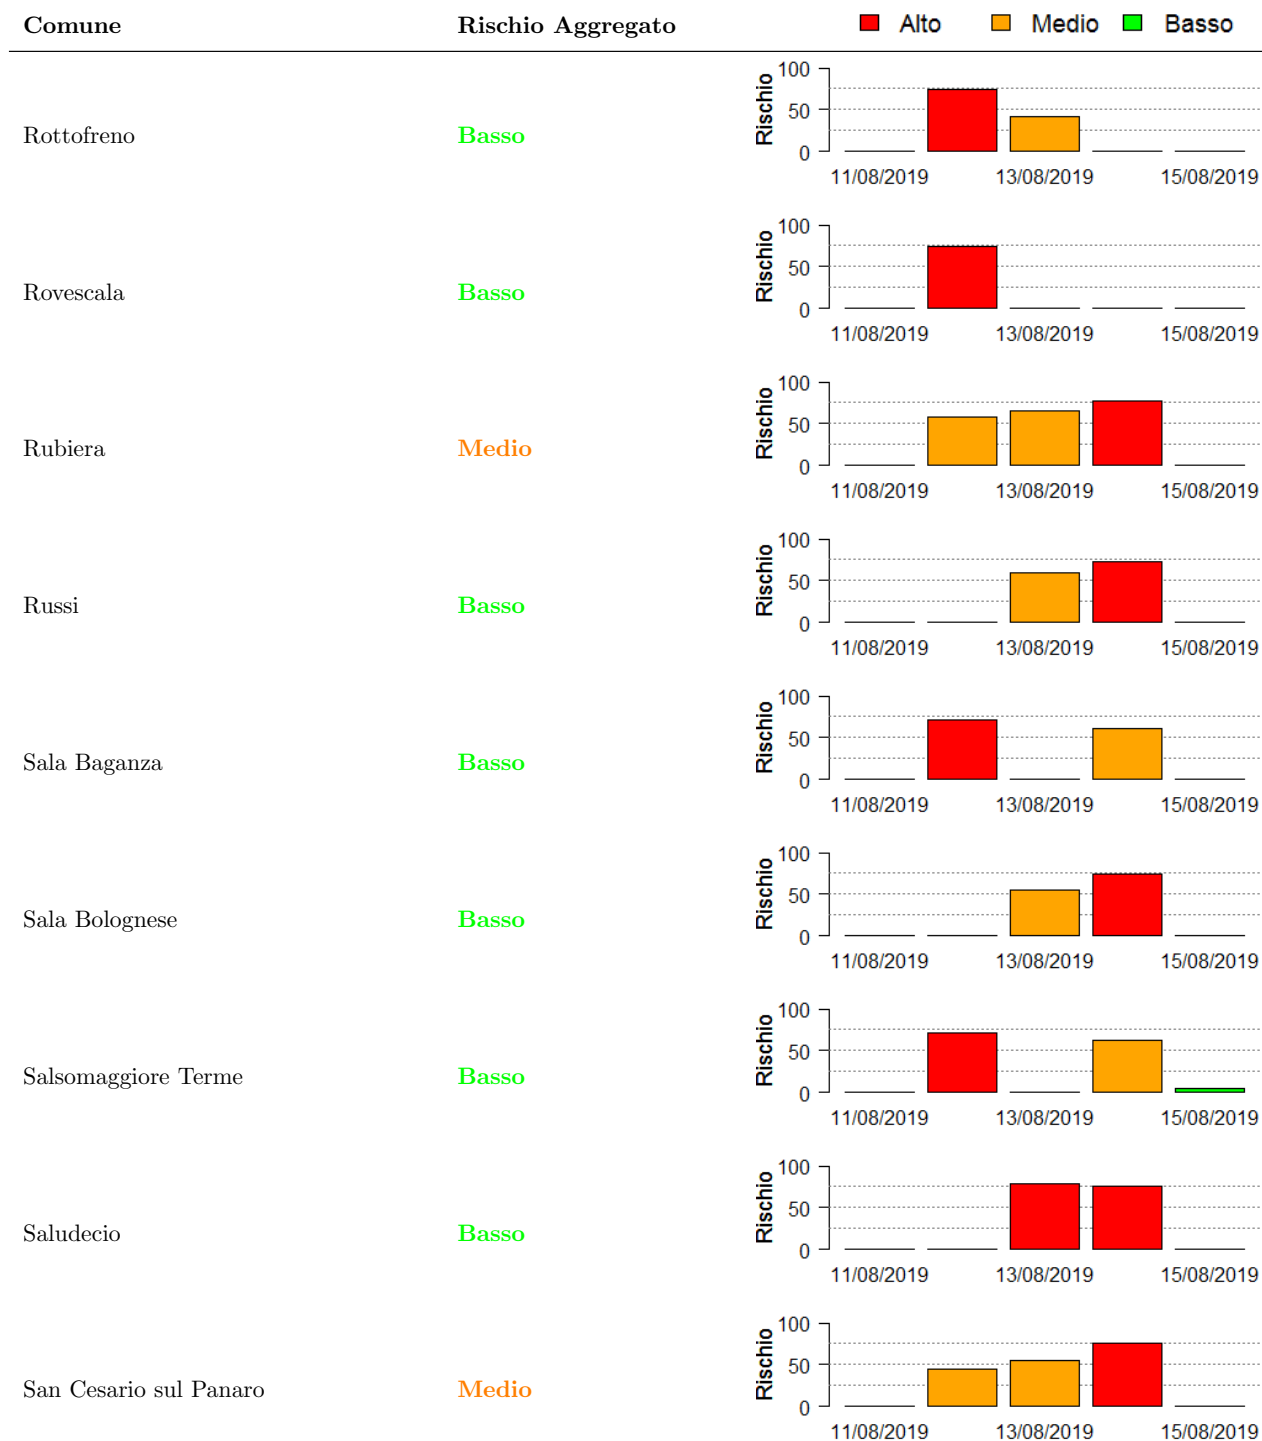 Comune Rischio Aggregato Alto Medio Basso
Rottofreno Basso Rischio 100 50 0
11/08/2019 13/08/2019 15/08/2019
Rovescala Basso Rischio 100 50 0
11/08/2019 13/08/2019 15/08/2019
Rubiera Medio Rischio 100 50 0
11/08/2019 13/08/2019 15/08/2019
Russi Basso Rischio 100 50 0
11/08/2019 13/08/2019 15/08/2019
Sala Baganza Basso Rischio 100 50 0
11/08/2019 13/08/2019 15/08/2019
Sala Bolognese Basso Rischio 100 50 0
11/08/2019 13/08/2019 15/08/2019
Salsomaggiore Terme Basso Rischio 100 50 0
11/08/2019 13/08/2019 15/08/2019
Saludecio Basso Rischio 100 50 0
11/08/2019 13/08/2019 15/08/2019
San Cesario sul Panaro Medio Rischio 100 50 0
11/08/2019 13/08/2019 15/08/2019